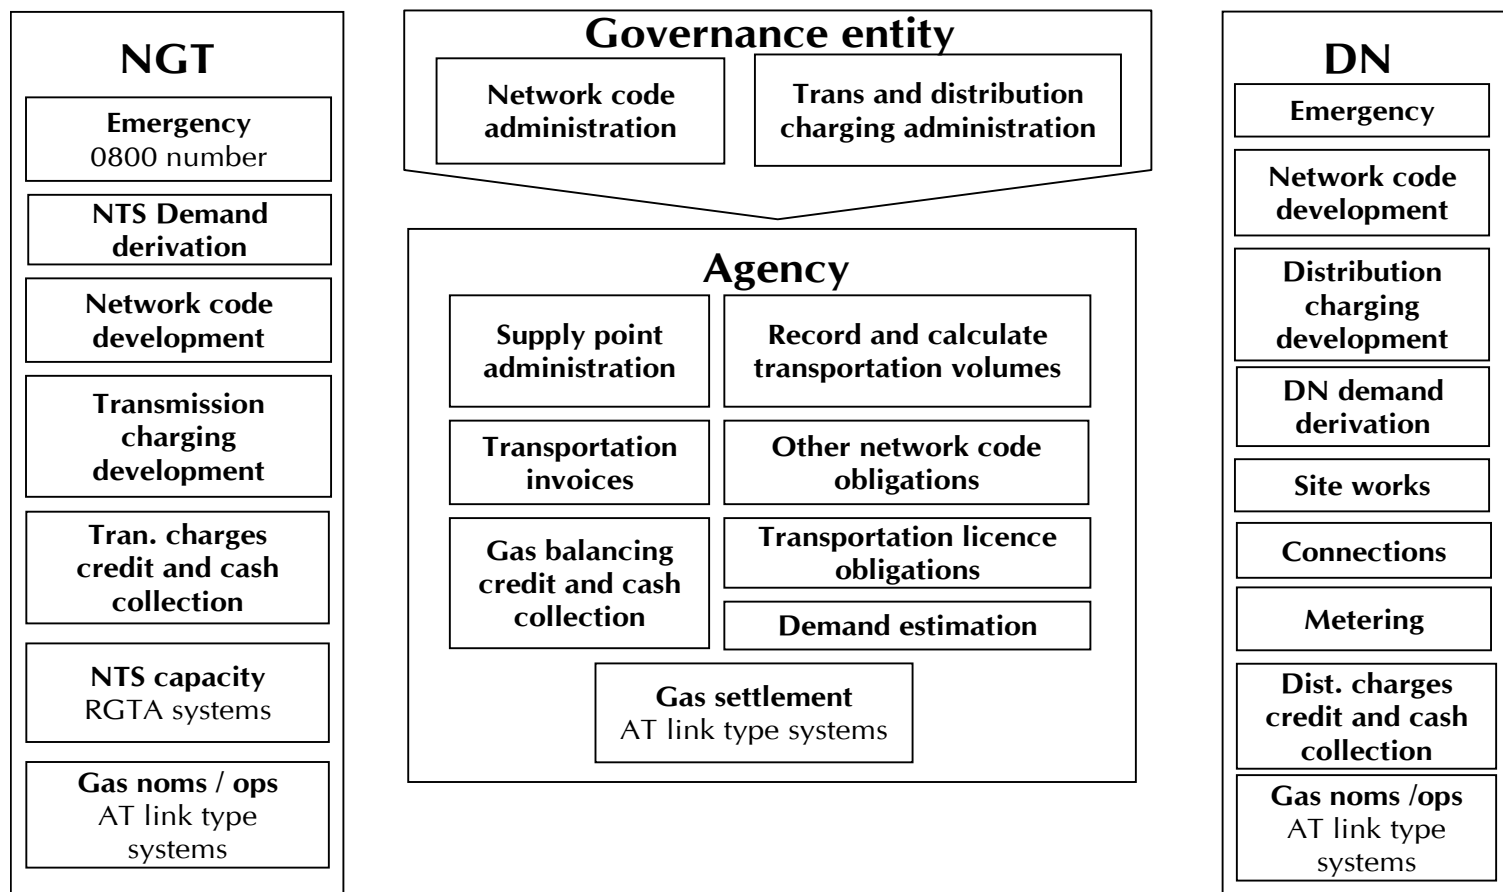 NGT
Emergency
0800 number
NTS Demand
derivation
Network code
development
Transmission
charging
development
Tran. charges
credit and cash
collection
NTS capacity
RGTA systems
Gas noms / ops
AT link type
systems
Governance entity
Network code
administration
Trans and distribution
charging administration
Agency
Supply point
administration
Record and calculate
transportation volumes
Transportation
invoices
Other network code
obligations
Gas balancing
credit and cash
collection
Transportation licence
obligations
Demand estimation
Gas settlement
AT link type systems
DN
Emergency
Network code
development
Distribution
charging
development
DN demand
derivation
Site works
Connections
Metering
Dist. charges
credit and cash
collection
Gas noms /ops
AT link type
systems